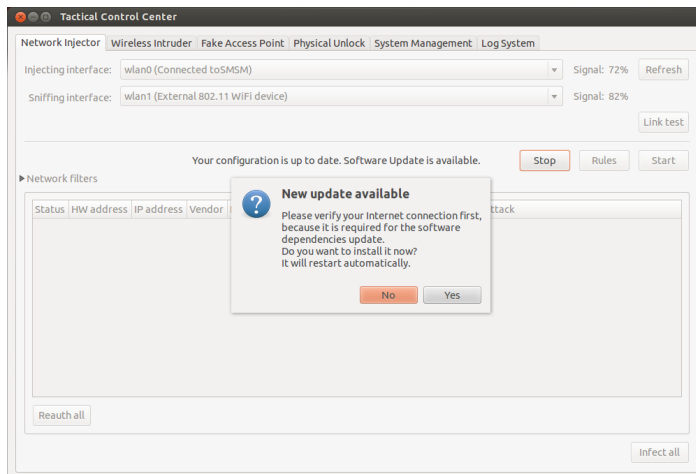 Tactical Control Center
Network Injector Wireless Intruder Fake Access Point Physical Unlock System Management Log System
Injecting interface: wlan0 (Connected toSMSM) Signal: 72% Refresh
Sniffing interface: wlan1 (External 802.11 WiFi device) Signal: 82%
Link test
Your configuration is up to date. Software Update is available. Stop Rules Start
Network filters
Status HW address IP address Vendor ttack
New update available
Please verify your Internet connection first,
because it is required for the software
dependencies update.
Do you want to install it now?
It will restart automatically.
No Yes
Reauth all
Infect all